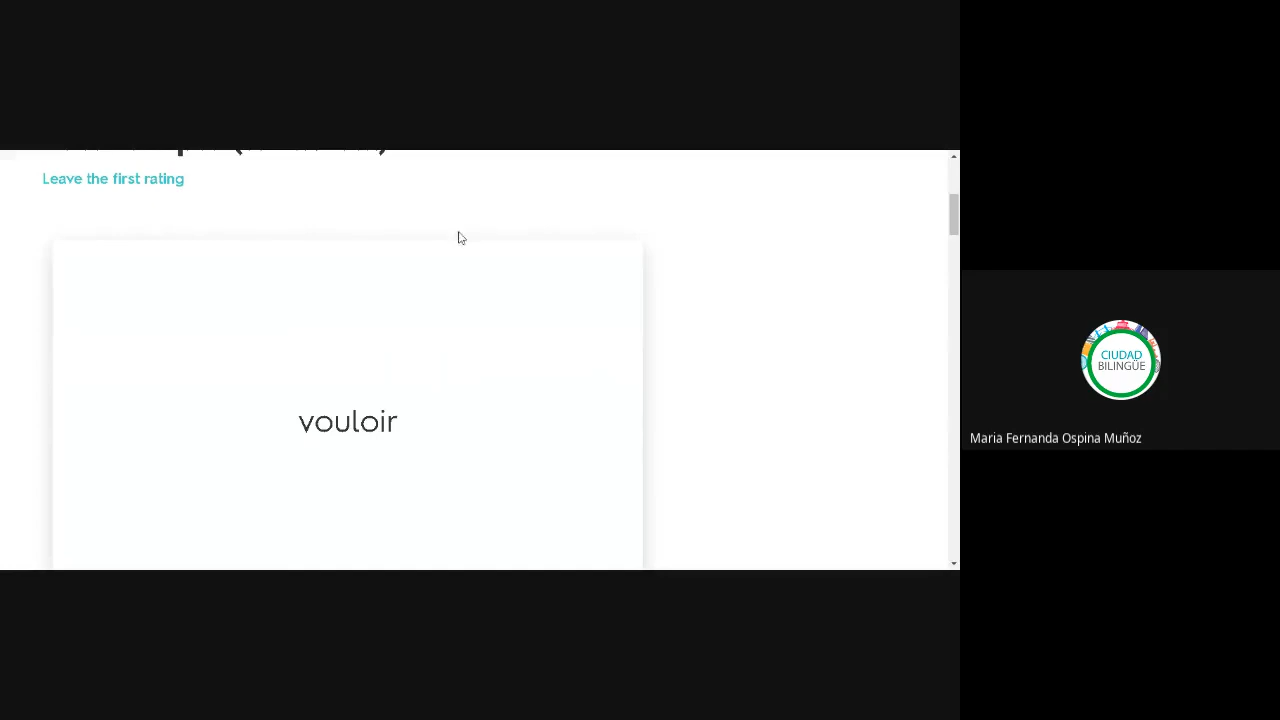 Leave the first rating
vouloir
CIUDAD
BILINGÜE
Maria Fernanda Ospina Muñoz